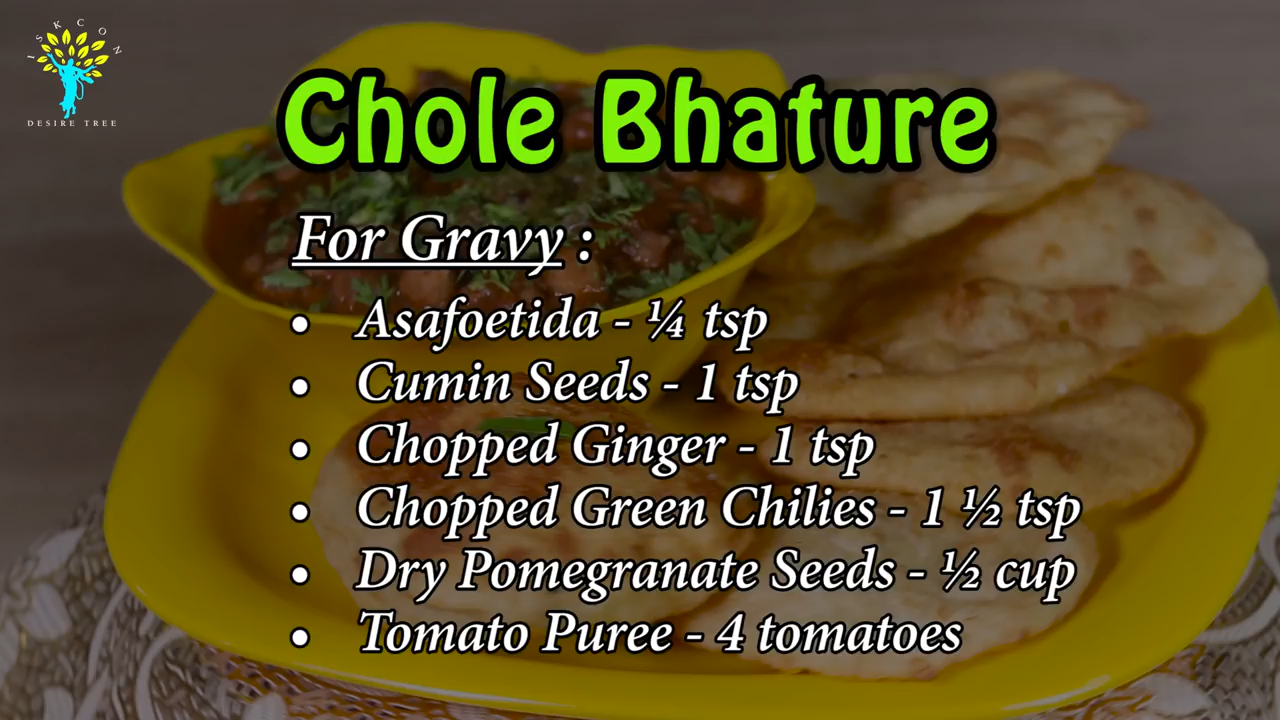 ISKCON
DESIRE TREE
Chole Bhature
For Gravy :
• Asafoetida - ¼ tsp
• Cumin Seeds - 1 tsp
• Chopped Ginger - 1 tsp
• Chopped Green Chilies - 1 ½ tsp
• Dry Pomegranate Seeds - ½ cup
• Tomato Puree - 4 tomatoes